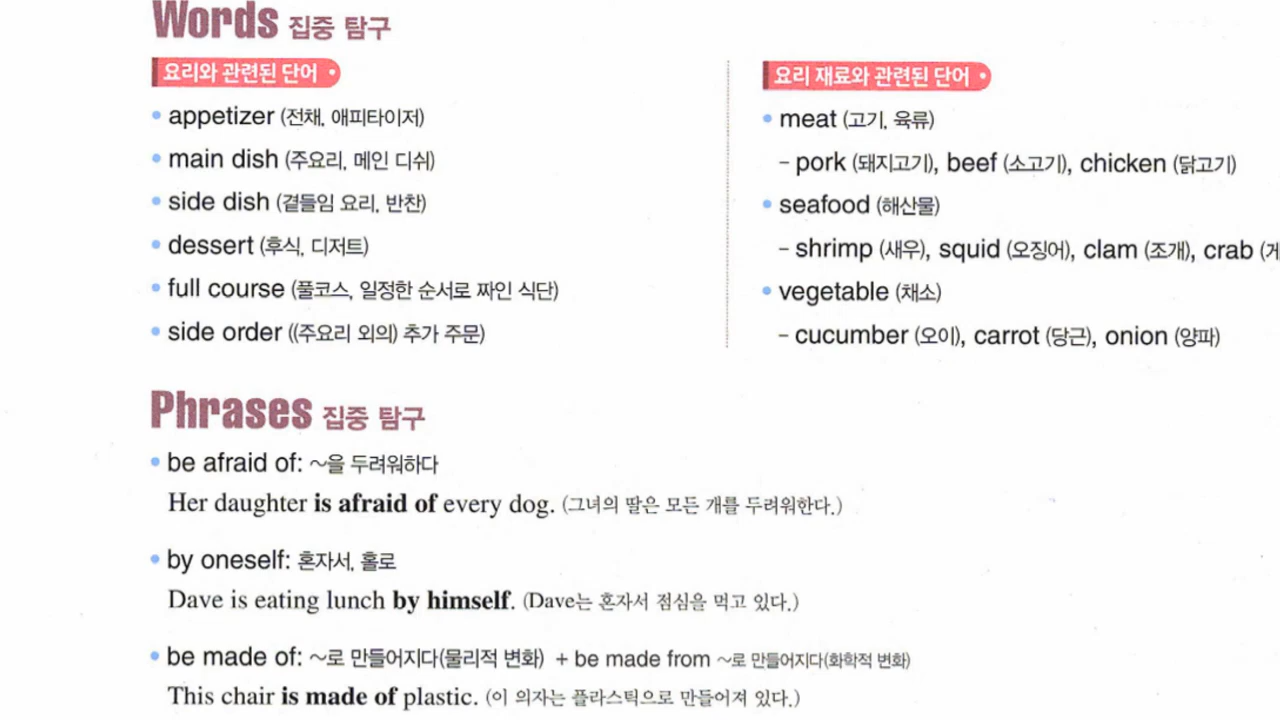 Words 집중 탐구
요리와 관련된 단어
• appetizer (전채, 애피타이저)
• main dish (주요리, 메인 디쉬)
• side dish (곁들임 요리, 반찬)
• dessert (후식, 디저트)
• full course (풀코스, 일정한 순서로 짜인 식단)
• side order ((주요리 외의) 추가 주문)
요리 재료와 관련된 단어
• meat (고기, 육류)
– pork (돼지고기), beef (소고기), chicken (닭고기)
• seafood (해산물)
– shrimp (새우), squid (오징어), clam (조개), crab (게
• vegetable (채소)
– cucumber (오이), carrot (당근), onion (양파)
Phrases 집중 탐구
• be afraid of: ~을 두려워하다
Her daughter is afraid of every dog. (그녀의 딸은 모든 개를 두려워한다.)
• by oneself: 혼자서, 홀로
Dave is eating lunch by himself. (Dave는 혼자서 점심을 먹고 있다.)
• be made of: ~로 만들어지다(물리적 변화) + be made from ~로 만들어지다(화학적 변화)
This chair is made of plastic. (이 의자는 플라스틱으로 만들어져 있다.)